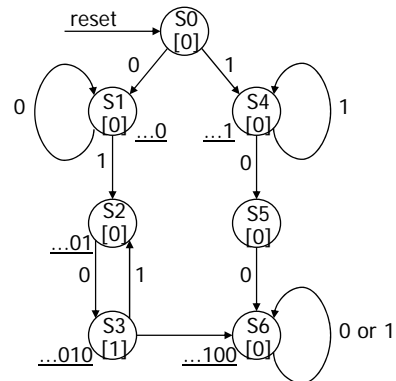 reset
S0
[0]
0
1
S1
[0]
0
...0
S4
[0]
1
...1
1
0
S2
[0]
...01
S5
[0]
0
1
0
S3
[1]
...010
S6
[0]
...100
0 or 1